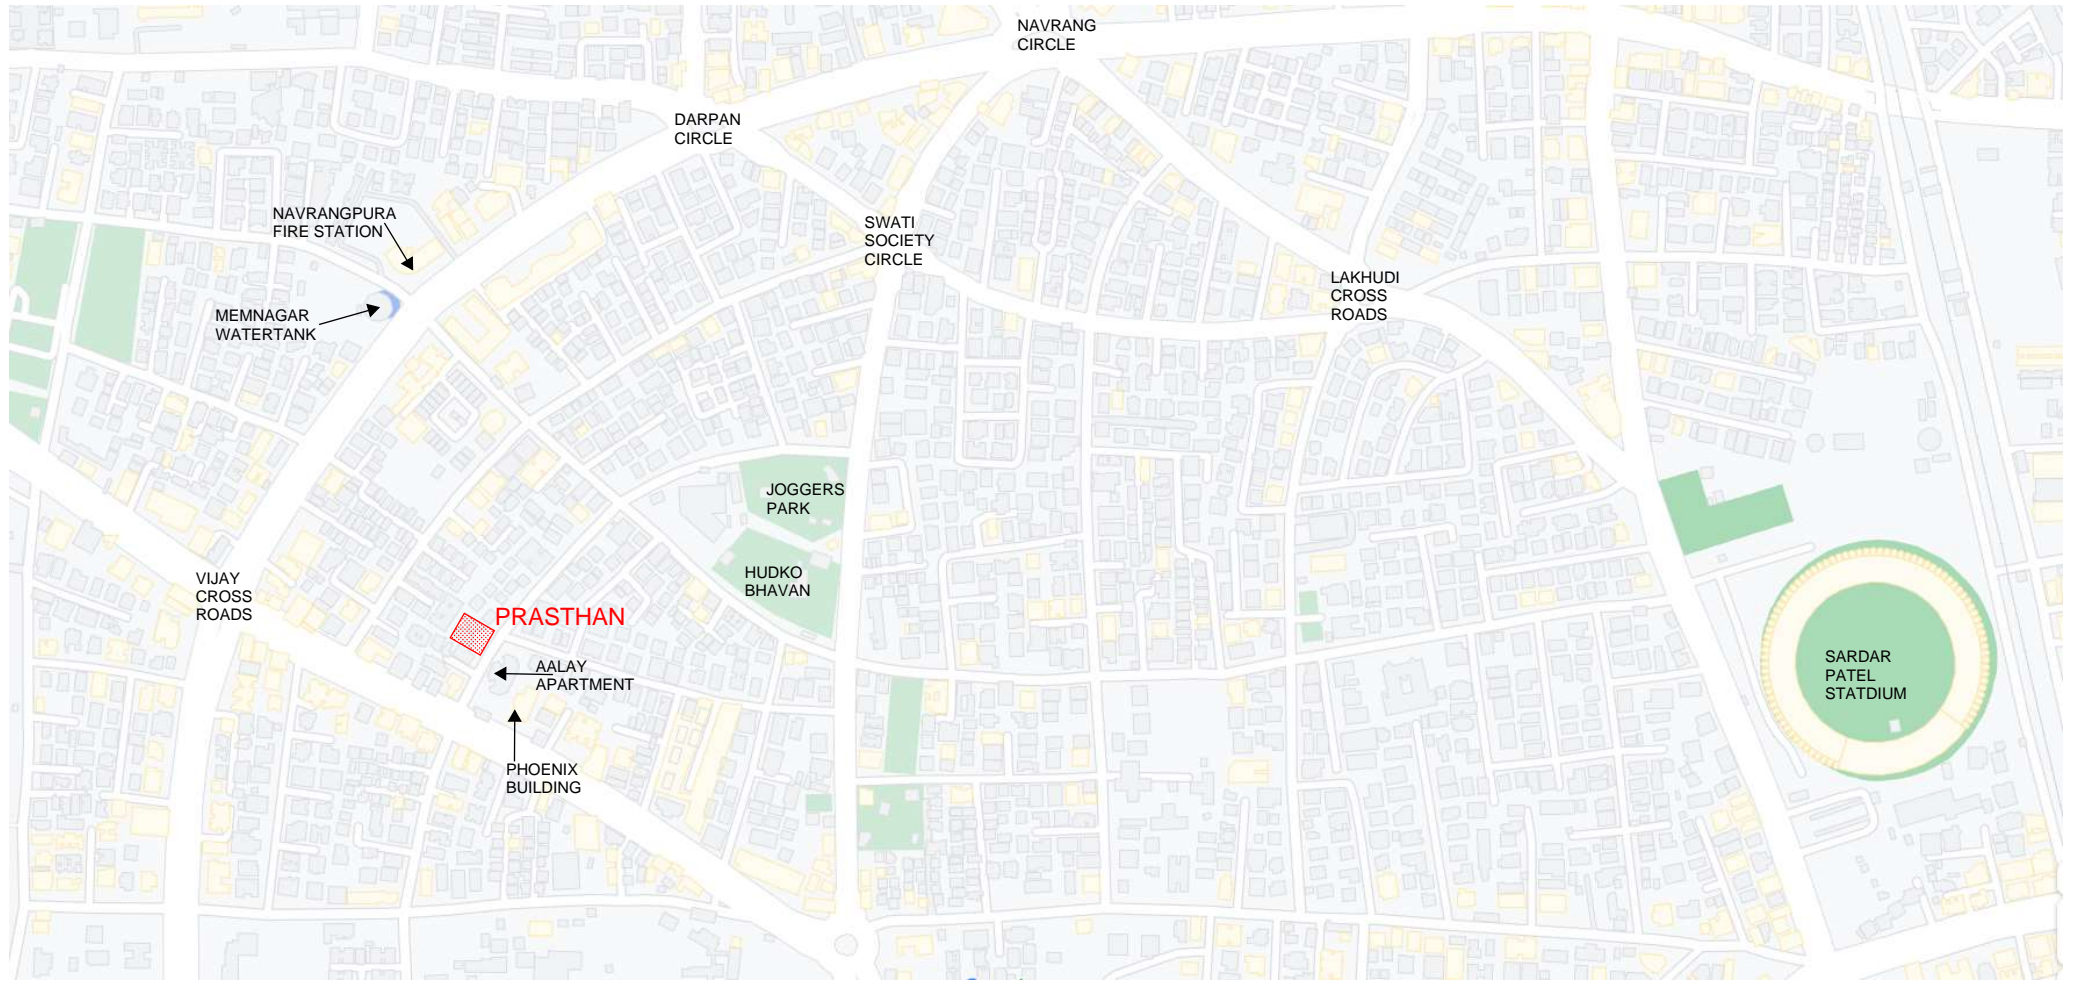 NAVRANG
CIRCLE
DARPAN
CIRCLE
NAVRANGPURA
FIRE STATION
SWATI
SOCIETY
CIRCLE
LAKHUDI
CROSS
ROADS
MEMNAGAR
WATERTANK
JOGGERS
PARK
HUDKO
BHAVAN
VIJAY
CROSS
ROADS
PRASTHAN
AALAY
APARTMENT
SARDAR
PATEL
STATDIUM
PHOENIX
BUILDING